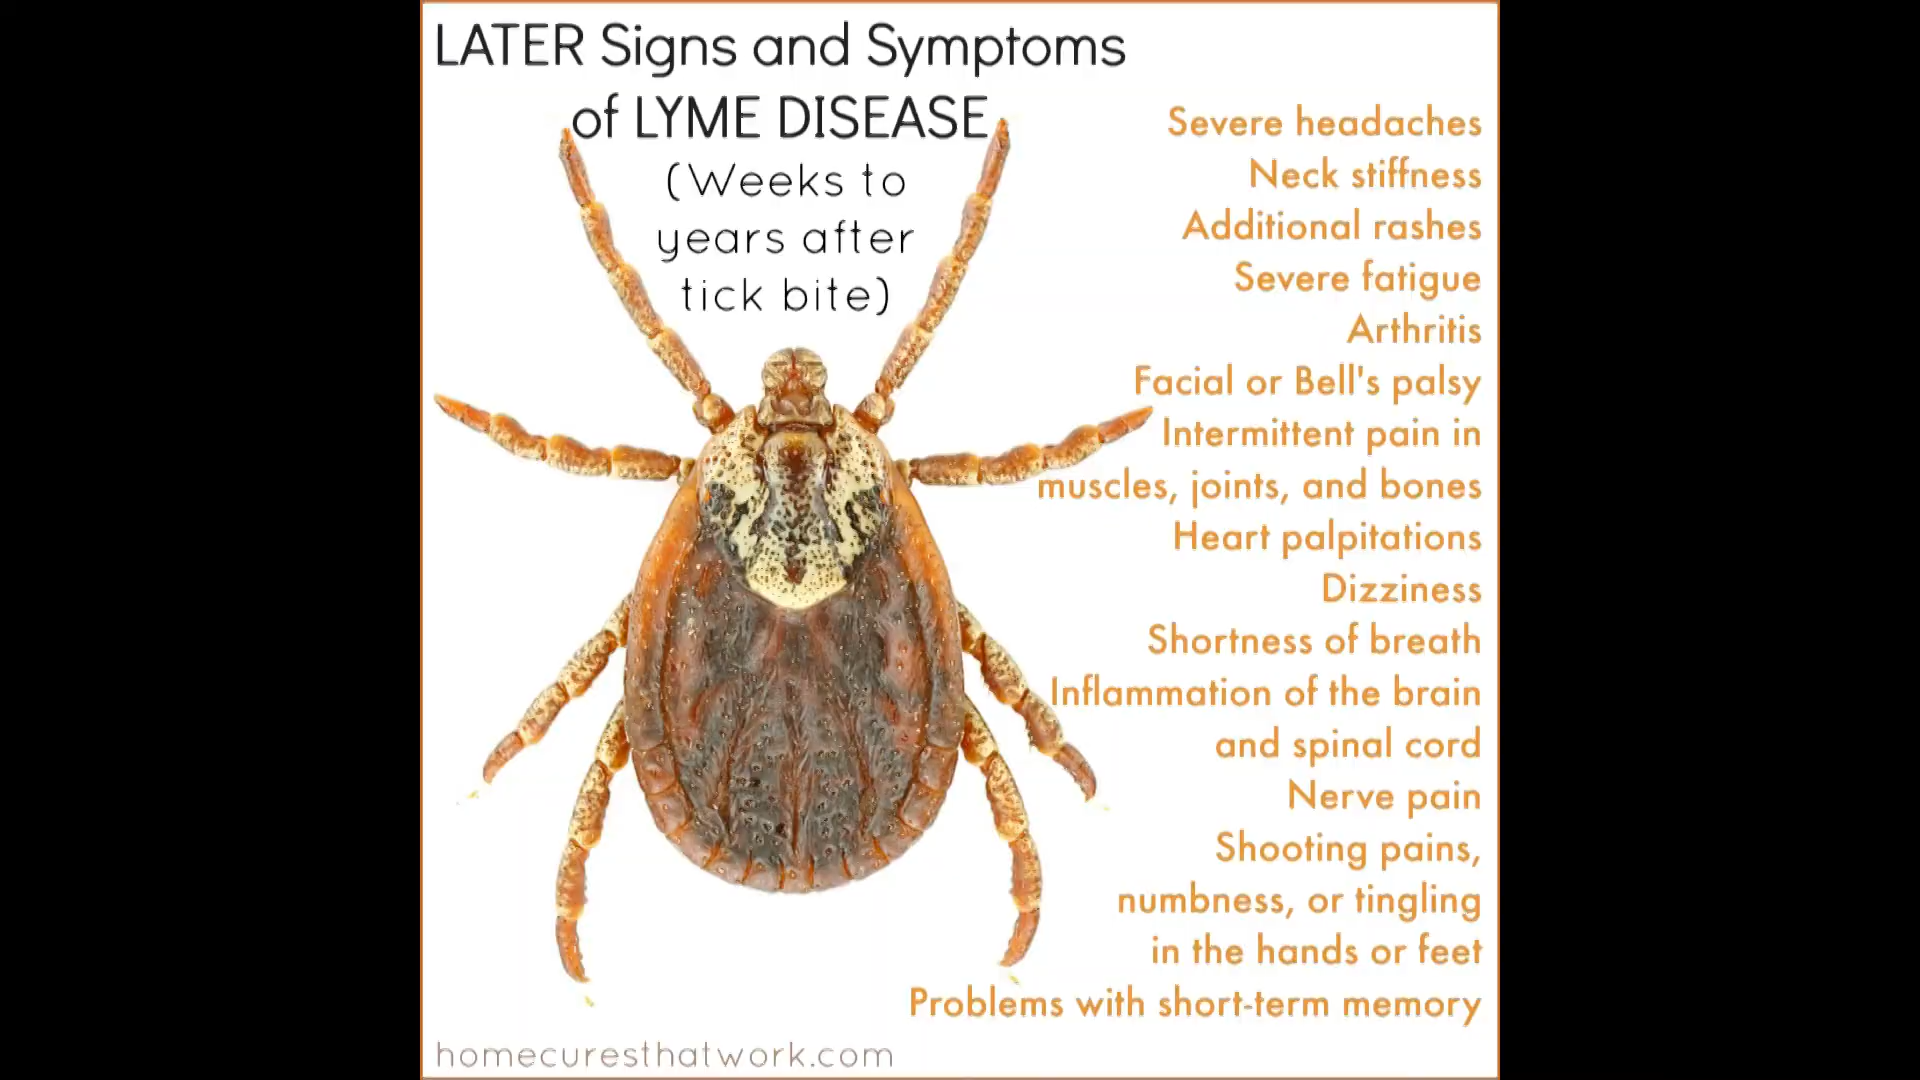 LATER Signs and Symptoms
of LYME DISEASE
(Weeks to
years after
tick bite)
Severe headaches
Neck stiffness
Additional rashes
Severe fatigue
Arthritis
Facial or Bell's palsy
Intermittent pain in
muscles, joints, and bones
Heart palpitations
Dizziness
Shortness of breath
Inflammation of the brain
and spinal cord
Nerve pain
Shooting pains,
numbness, or tingling
in the hands or feet
Problems with short-term memory
homecuresthatwork.com